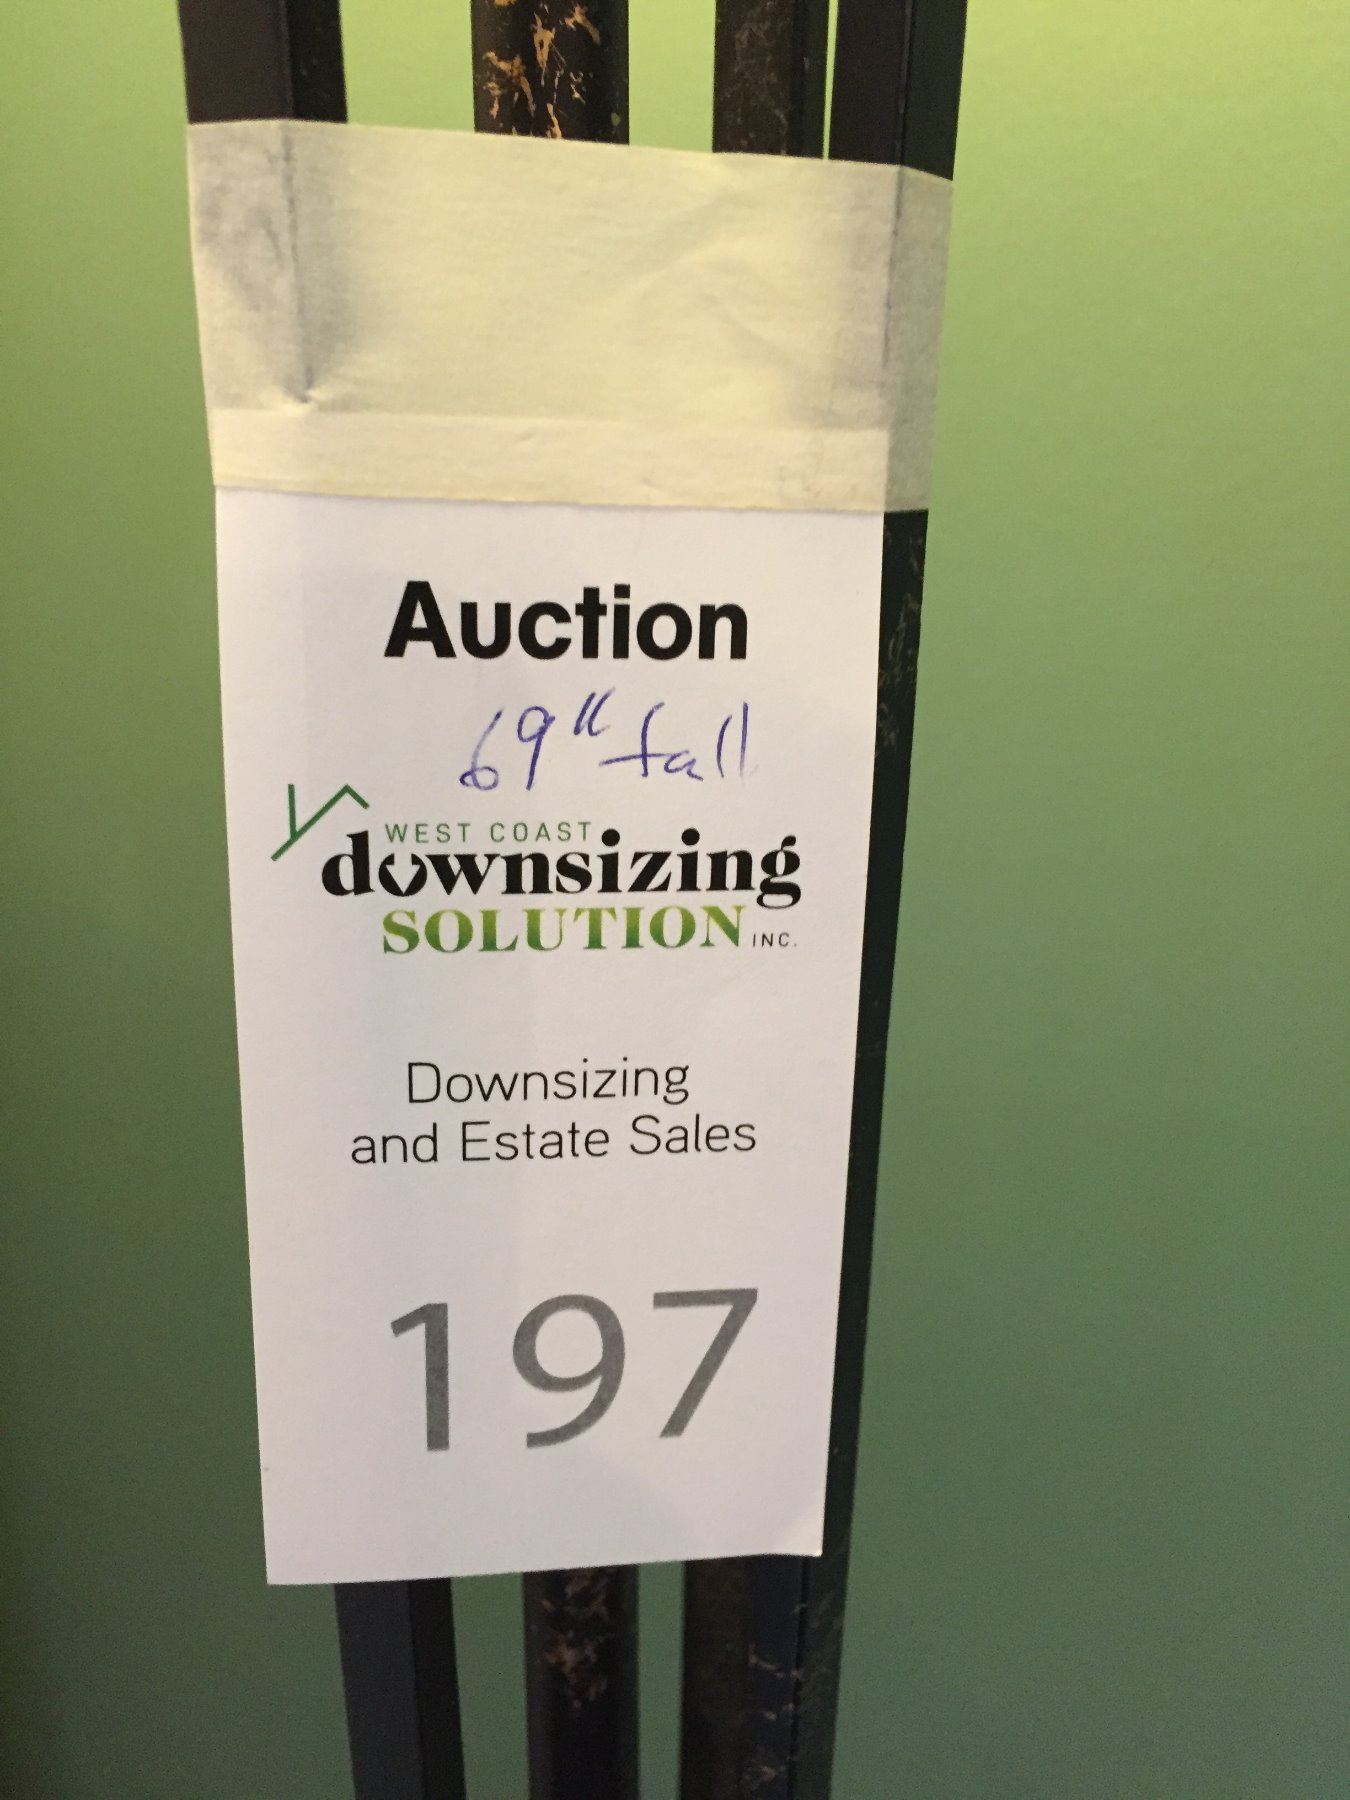 Auction
69" tall
WEST COAST
downsizing
SOLUTION INC.
Downsizing
and Estate Sales
197